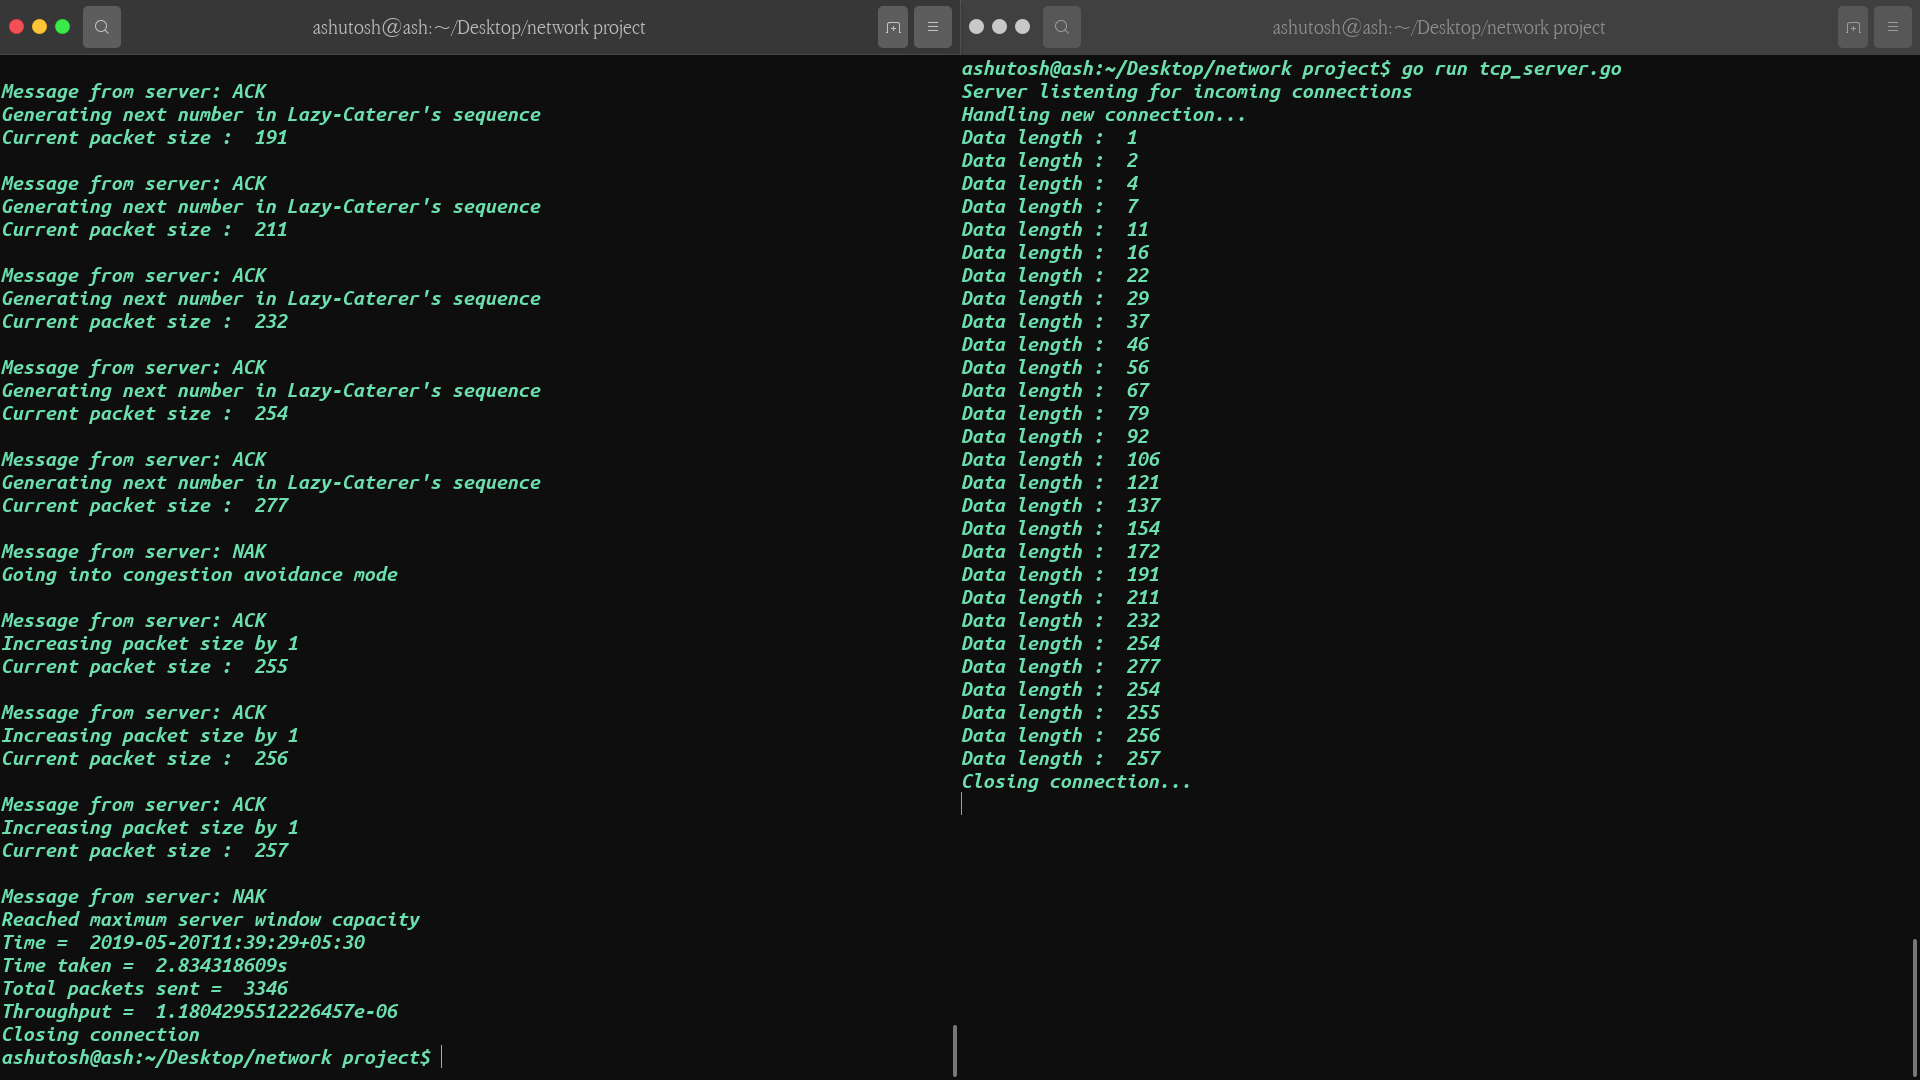 ashutosh@ash:~/Desktop/network project
Message from server: ACK
Generating next number in Lazy-Caterer's sequence
Current packet size :  191
Message from server: ACK
Generating next number in Lazy-Caterer's sequence
Current packet size :  211
Message from server: ACK
Generating next number in Lazy-Caterer's sequence
Current packet size :  232
Message from server: ACK
Generating next number in Lazy-Caterer's sequence
Current packet size :  254
Message from server: ACK
Generating next number in Lazy-Caterer's sequence
Current packet size :  277
Message from server: NAK
Going into congestion avoidance mode
Message from server: ACK
Increasing packet size by 1
Current packet size :  255
Message from server: ACK
Increasing packet size by 1
Current packet size :  256
Message from server: ACK
Increasing packet size by 1
Current packet size :  257
Message from server: NAK
Reached maximum server window capacity
Time =  2019-05-20T11:39:29+05:30
Time taken =  2.834318609s
Total packets sent =  3346
Throughput =  1.1804295512226457e-06
Closing connection
ashutosh@ash:~/Desktop/network project$
ashutosh@ash:~/Desktop/network project
ashutosh@ash:~/Desktop/network project$ go run tcp_server.go
Server listening for incoming connections
Handling new connection...
Data length :  1
Data length :  2
Data length :  4
Data length :  7
Data length :  11
Data length :  16
Data length :  22
Data length :  29
Data length :  37
Data length :  46
Data length :  56
Data length :  67
Data length :  79
Data length :  92
Data length :  106
Data length :  121
Data length :  137
Data length :  154
Data length :  172
Data length :  191
Data length :  211
Data length :  232
Data length :  254
Data length :  277
Data length :  254
Data length :  255
Data length :  256
Data length :  257
Closing connection...